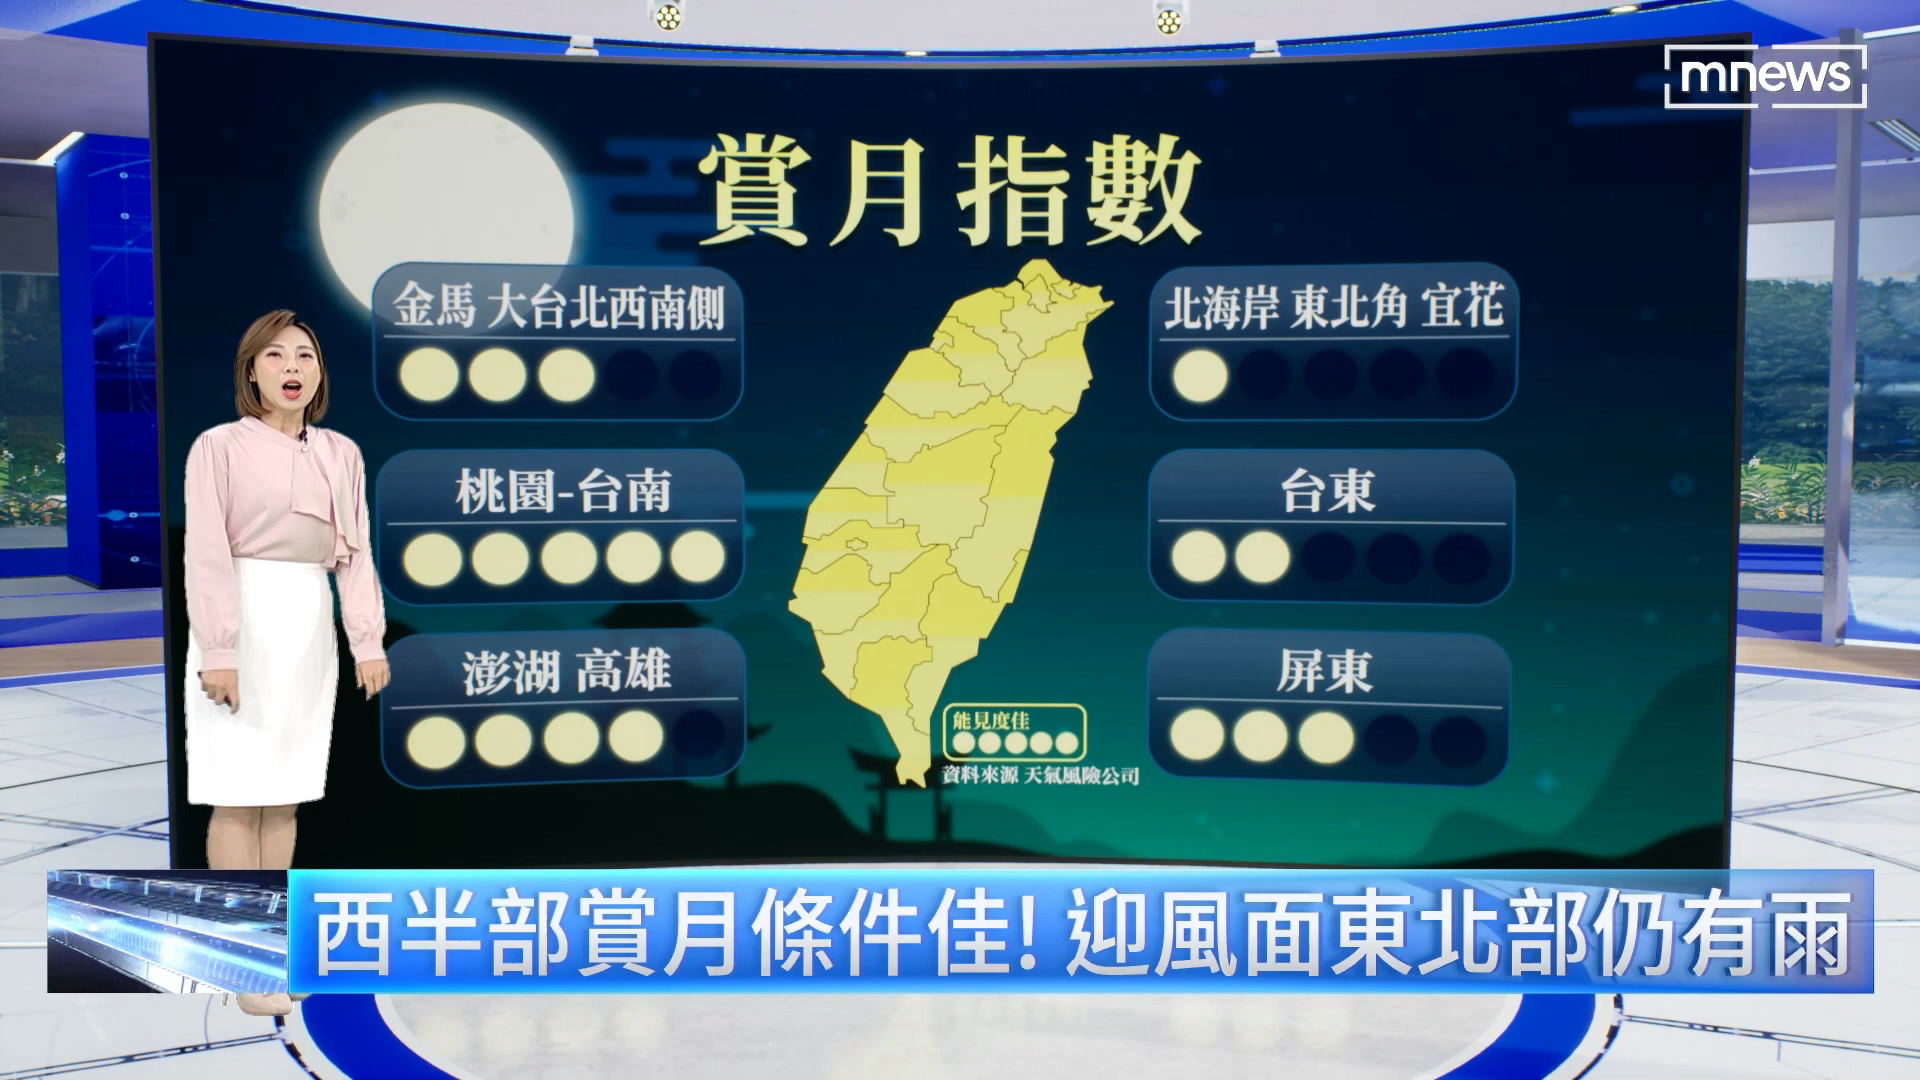 mnews
賞月指數
金馬 大台北西南側
北海岸 東北角 宜花
桃園-台南
台東
澎湖 高雄
屏東
能見度佳
資料來源 天氣風險公司
西半部賞月條件佳! 迎風面東北部仍有雨